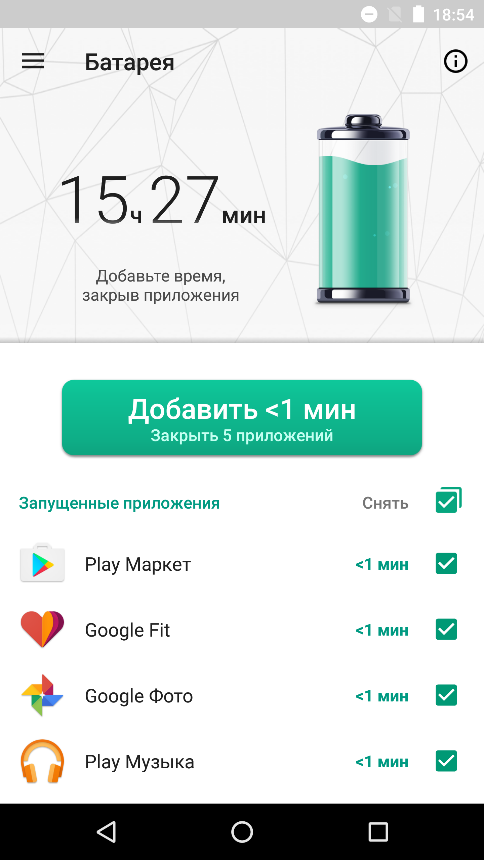 18:54
Батарея
15ч 27мин
Добавьте время,
закрыв приложения
Добавить <1 мин
Закрыть 5 приложений
Запущенные приложения Снять
Play Маркет <1 мин
Google Fit <1 мин
Google Фото <1 мин
Play Музыка <1 мин